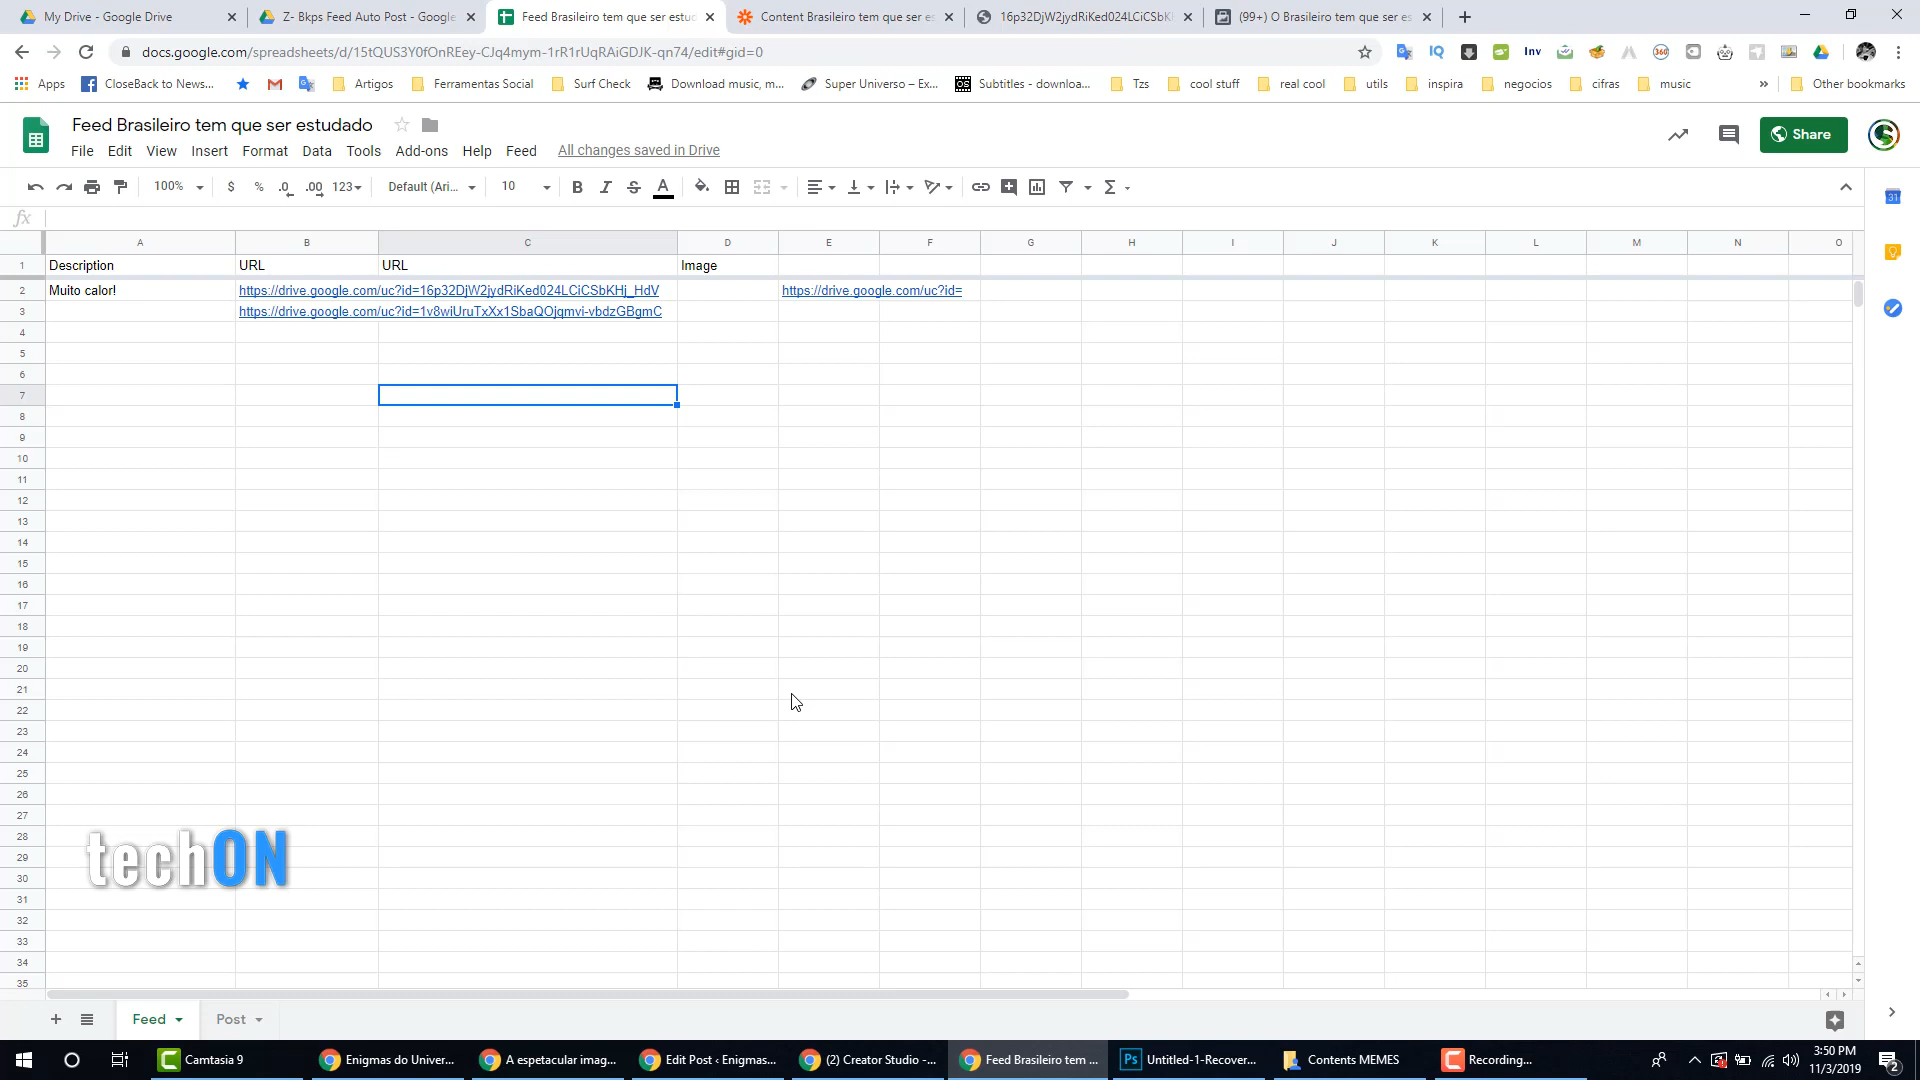 My Drive - Google Drive
Z- Bkps Feed Auto Post - Google
Feed Brasileiro tem que ser estud
Content Brasileiro tem que ser es
16p32DjW2jydRiKed024LCiCSbK
(99+) O Brasileiro tem que ser es
docs.google.com/spreadsheets/d/15tQUS3Y0fOnREey-CJq4mym-1rR1rUqRAiGDJK-qn74/edit#gid=0
IQ
Inv
360
Apps
CloseBack to News...
Artigos
Ferramentas Social
Surf Check
Download music, m...
Super Universo – Ex...
Subtitles - downloa...
Tzs
cool stuff
real cool
utils
inspira
negocios
cifras
music
»
Other bookmarks
Feed Brasileiro tem que ser estudado
Share
File Edit View Insert Format Data Tools Add-ons Help Feed All changes saved in Drive
100% $ % .0 .00 123 Default (Ari... 10 B I S A Σ
31
fx
A B C D E F G H I J K L M N O
1 Description URL URL Image
2 Muito calor! https://drive.google.com/uc?id=16p32DjW2jydRiKed024LCiCSbKHj_HdV https://drive.google.com/uc?id=
3 https://drive.google.com/uc?id=1v8wiUruTxXx1SbaQOjqmvi-vbdzGBgmC
4
5
6
7
8
9
10
11
12
13
14
15
16
17
18
19
20
21
22
23
24
25
26
27
28
29
30
31
32
33
34
35
techON
Feed
Post
Camtasia 9
Enigmas do Univer...
A espetacular imag...
Edit Post ‹ Enigmas...
(2) Creator Studio -...
Feed Brasileiro tem ...
Ps
Untitled-1-Recover...
Contents MEMES
Recording...
3:50 PM
11/3/2019
2